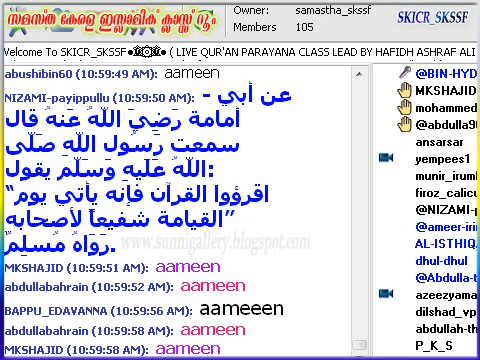 സമസ്ത കേരള ഇസ്ലാമിക് ക്ലാസ്സ് റൂം
Owner: samastha_skssf
Members 105
SKICR_SKSSF
Welcome To SKICR_SKSSF ( LIVE QUR'AN PARAYANA CLASS LEAD BY HAFIDH ASHRAF ALI
abushibin60 (10:59:49 AM): aameen
NIZAMI-payippullu (10:59:50 AM): - عن أبي
أمامة رَضِيَ اللَّهُ عَنهُ قال
سمعت رَسُول اللَّهِ صَلَّى
اللَّهُ عَلَيهِ وَسَلَّمَ يقول:
“اقرؤوا القرآن فإنه يأتي يوم
القيامة شفيعاً لأصحابه”
رَوَاهُ مُسلِمٌ.
www.sunnigallery.blogspot.com
MKSHAJID (10:59:51 AM): aameen
abdullabahrain (10:59:52 AM): aameen
BAPPU_EDAVANNA (10:59:56 AM): aameeen
abdullabahrain (10:59:58 AM): aameen
MKSHAJID (10:59:58 AM): aameen
@BIN-HYD
MKSHAJID
mohammed
@abdulla9
ansarsar
yempees1
munir_irum
firoz_calicu
@NIZAMI-p
@ameer-iri
AL-ISTHIQA
dhul-dhul
@Abdulla-t
azeezyama
dilshad_vp
abdullah-th
P_K_S